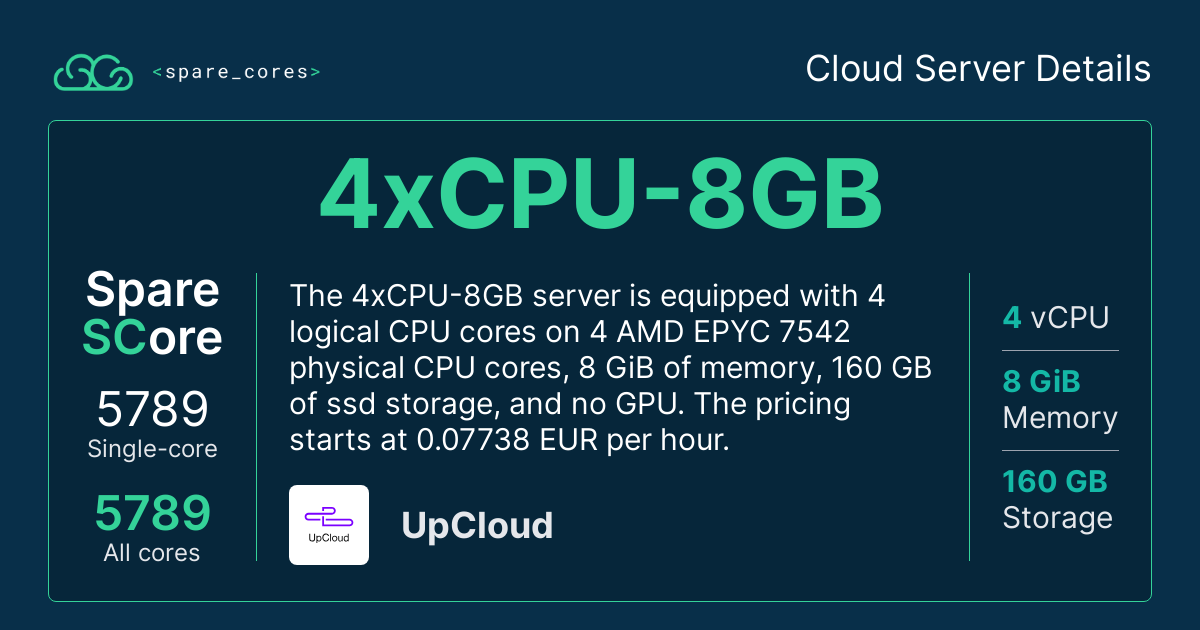 <spare_cores>
Cloud Server Details
4xCPU-8GB
Spare
SCore
5789
Single-core
5789
All cores
The 4xCPU-8GB server is equipped with 4
logical CPU cores on 4 AMD EPYC 7542
physical CPU cores, 8 GiB of memory, 160 GB
of ssd storage, and no GPU. The pricing
starts at 0.07738 EUR per hour.
UpCloud
UpCloud
4 vCPU
8 GiB
Memory
160 GB
Storage